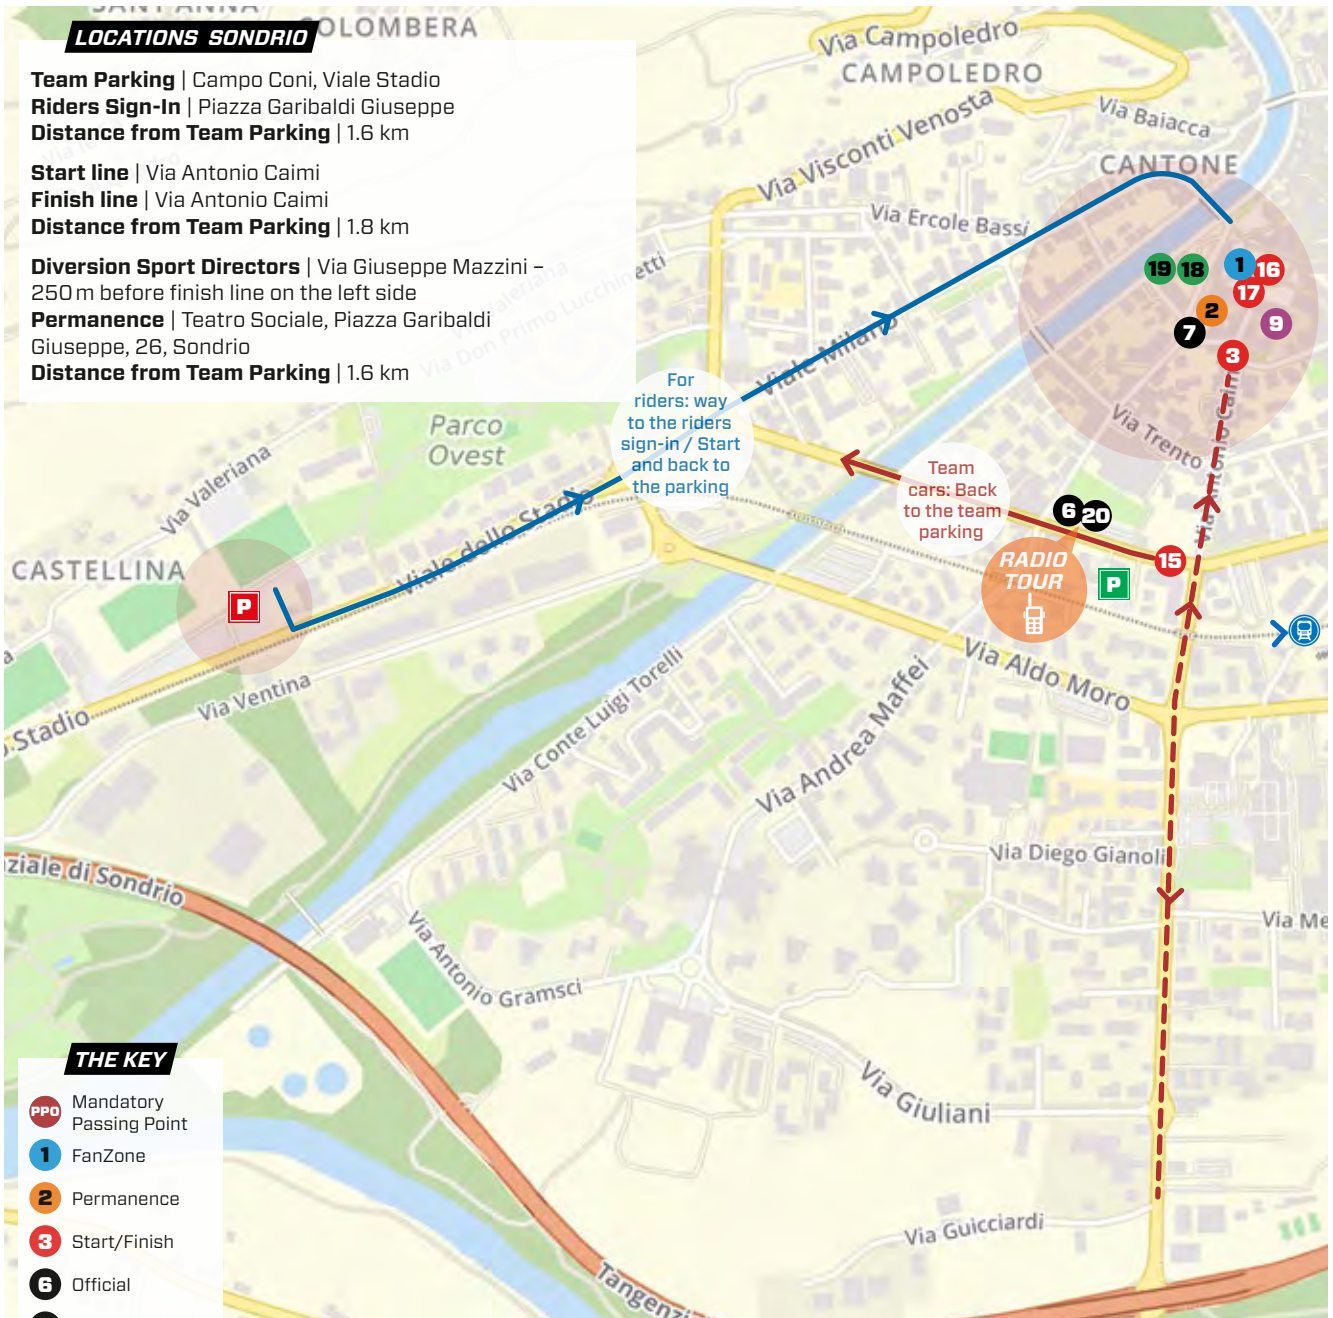 SANT'ANNA
COLOMBERA
LOCATIONS SONDRIO
Team Parking | Campo Coni, Viale Stadio
Riders Sign-In | Piazza Garibaldi Giuseppe
Distance from Team Parking | 1.6 km
Start line | Via Antonio Caimi
Finish line | Via Antonio Caimi
Distance from Team Parking | 1.8 km
Diversion Sport Directors | Via Giuseppe Mazzini –
250 m before finish line on the left side
Permanence | Teatro Sociale, Piazza Garibaldi
Giuseppe, 26, Sondrio
Distance from Team Parking | 1.6 km
Via Campoledro
CAMPOLEDRO
Via Visconti Venosta
Via Baiacca
CANTONE
Via Ercole Bassi
19
18
1
16
17
2
9
7
3
Viale Milano
Via Trento
Via Antonio Caimi
For
riders: way
to the riders
sign-in / Start
and back to
the parking
Parco
Ovest
Via Valeriana
Viale dello Stadio
Team
cars: Back
to the team
parking
6
20
15
RADIO
TOUR
P
CASTELLINA
P
Via Ventina
o Stadio
Via Conte Luigi Torelli
Via Aldo Moro
Via Andrea Maffei
Via Diego Gianoli
Via Me
nziale di Sondrio
Via Antonio Gramsci
Via Giuliani
Via Guicciardi
Tangenzi
THE KEY
PPO Mandatory
Passing Point
1 FanZone
2 Permanence
3 Start/Finish
6 Official